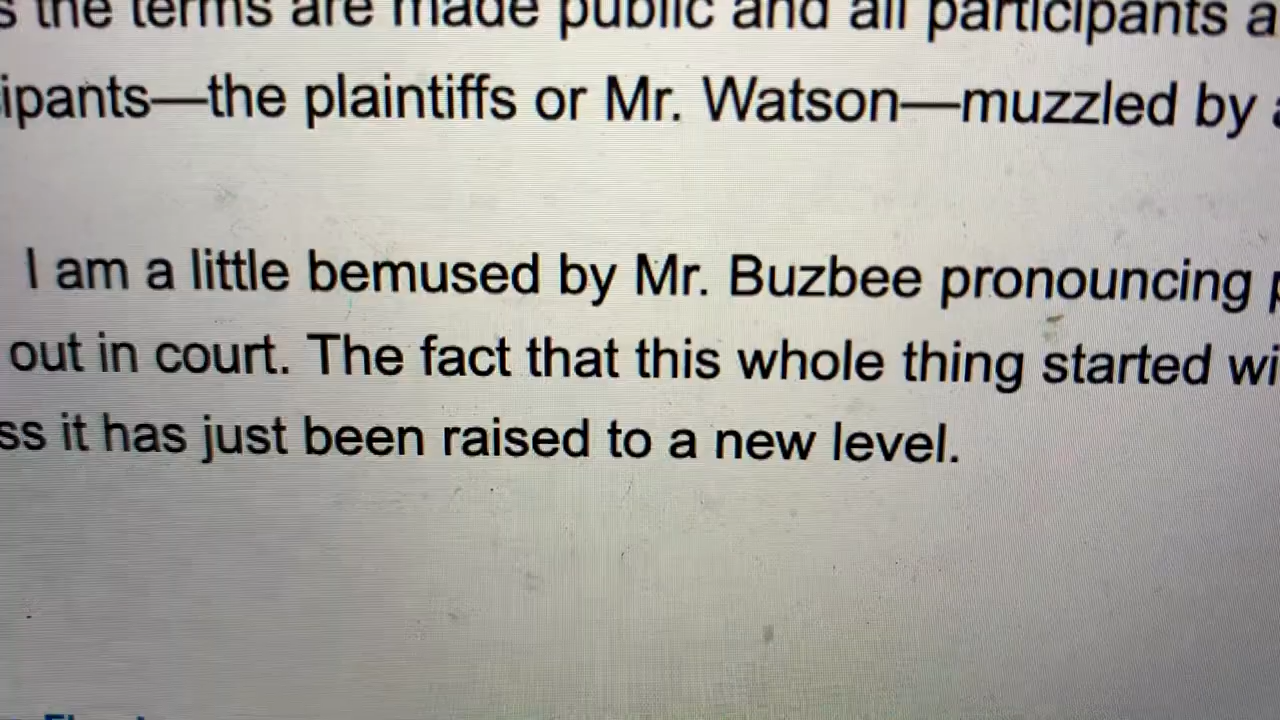 the terms are made public and all participants
ipants—the plaintiffs or Mr. Watson—muzzled by
I am a little bemused by Mr. Buzbee pronouncing
out in court. The fact that this whole thing started wi
ss it has just been raised to a new level.